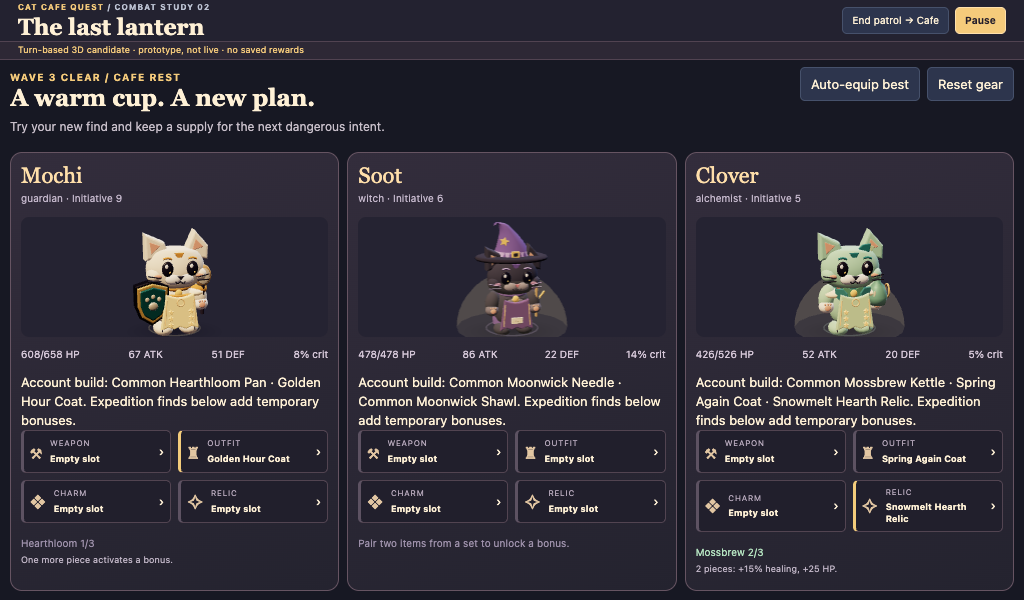 CAT CAFE QUEST / COMBAT STUDY 02
The last lantern
End patrol → Cafe
Pause
Turn-based 3D candidate · prototype, not live · no saved rewards
WAVE 3 CLEAR / CAFE REST
A warm cup. A new plan.
Try your new find and keep a supply for the next dangerous intent.
Auto-equip best
Reset gear
Mochi
guardian · Initiative 9
608/658 HP
67 ATK
51 DEF
8% crit
Account build: Common Hearthloom Pan · Golden
Hour Coat. Expedition finds below add temporary
bonuses.
WEAPON
Empty slot
OUTFIT
Golden Hour Coat
CHARM
Empty slot
RELIC
Empty slot
Hearthloom 1/3
One more piece activates a bonus.
Soot
witch · Initiative 6
478/478 HP
86 ATK
22 DEF
14% crit
Account build: Common Moonwick Needle ·
Common Moonwick Shawl. Expedition finds below
add temporary bonuses.
WEAPON
Empty slot
OUTFIT
Empty slot
CHARM
Empty slot
RELIC
Empty slot
Pair two items from a set to unlock a bonus.
Clover
alchemist · Initiative 5
426/526 HP
52 ATK
20 DEF
5% crit
Account build: Common Mossbrew Kettle · Spring
Again Coat · Snowmelt Hearth Relic. Expedition
finds below add temporary bonuses.
WEAPON
Empty slot
OUTFIT
Spring Again Coat
CHARM
Empty slot
RELIC
Snowmelt Hearth
Relic
Mossbrew 2/3
2 pieces: +15% healing, +25 HP.